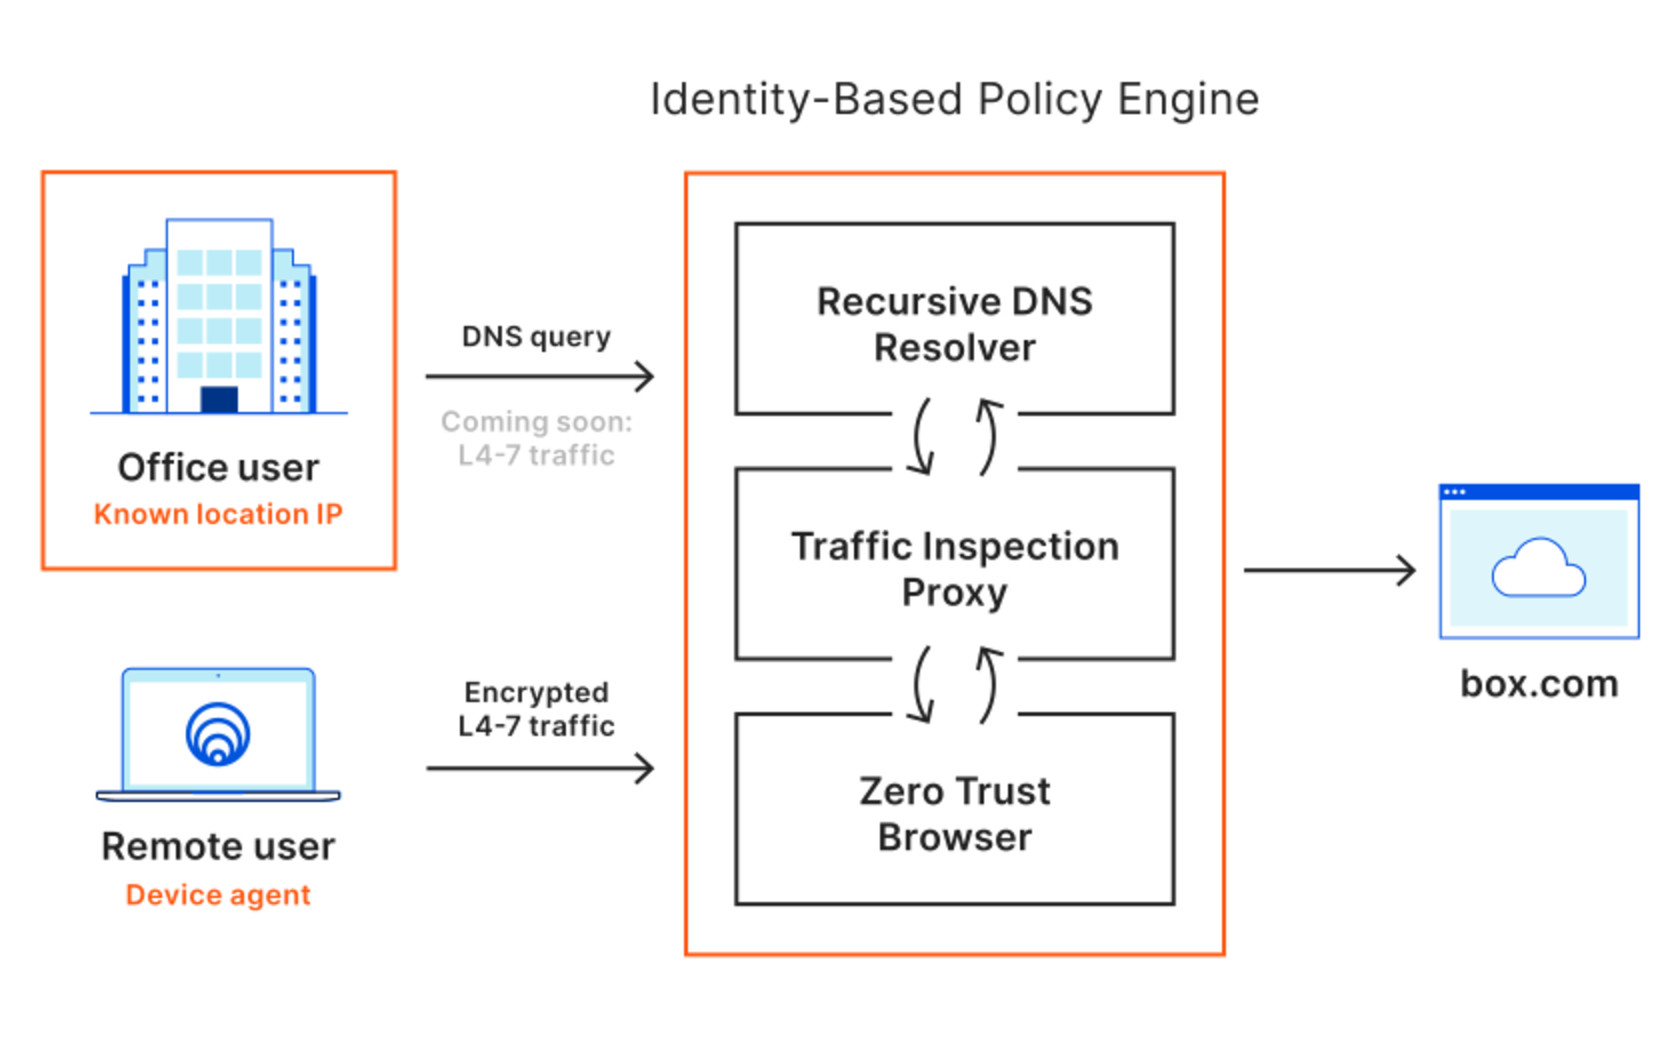 Identity-Based Policy Engine
Office user
Known location IP
DNS query
Coming soon:
L4-7 traffic
Remote user
Device agent
Encrypted
L4-7 traffic
Recursive DNS
Resolver
Traffic Inspection
Proxy
Zero Trust
Browser
box.com